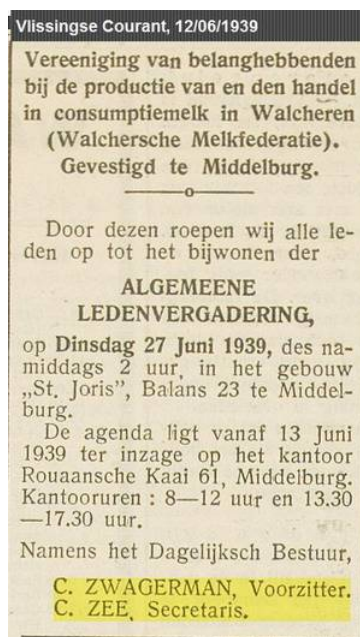 Vlissingse Courant, 12/06/1939
Vereeniging van belanghebbenden
bij de productie van en den handel
in consumptiemelk in Walcheren
(Walchersche Melkfederatie).
Gevestigd te Middelburg.
Door dezen roepen wij alle le-
den op tot het bijwonen der
ALGEMEENE
LEDENVERGADERING,
op Dinsdag 27 Juni 1939, des na-
middags 2 uur, in het gebouw
„St. Joris”, Balans 23 te Middel-
burg.
De agenda ligt vanaf 13 Juni
1939 ter inzage op het kantoor
Rouaansche Kaai 61, Middelburg.
Kantooruren : 8—12 uur en 13.30
—17.30 uur.
Namens het Dagelijksch Bestuur,
C. ZWAGERMAN, Voorzitter.
C. ZEE, Secretaris.